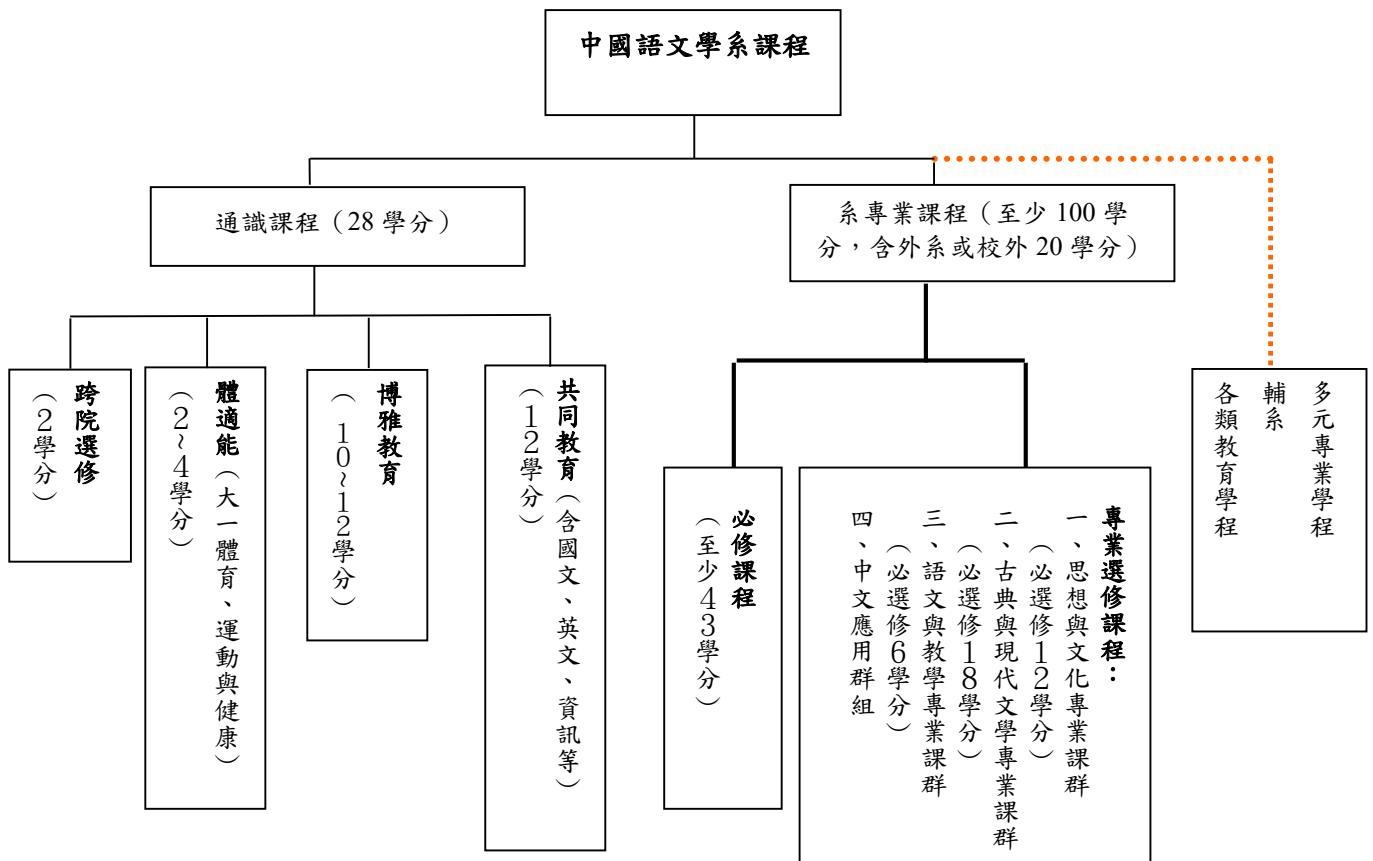 中國語文學系課程
通識課程（28 學分）
系專業課程（至少 100 學
分，含外系或校外 20 學分）
跨院選修
（2學分）
體適能（大一體育、運動與健康）
（2~4學分）
博雅教育
（ 10~12學分）
共同教育（含國文、英文、資訊等）
（12學分）
必修課程
（至少43學分）
專業選修課程：
一、思想與文化專業課群
（必選修12學分）
二、古典與現代文學專業課群
（必選修18學分）
三、語文與教學專業課群
（必選修6學分）
四、中文應用群組
多元專業學程
輔系
各類教育學程